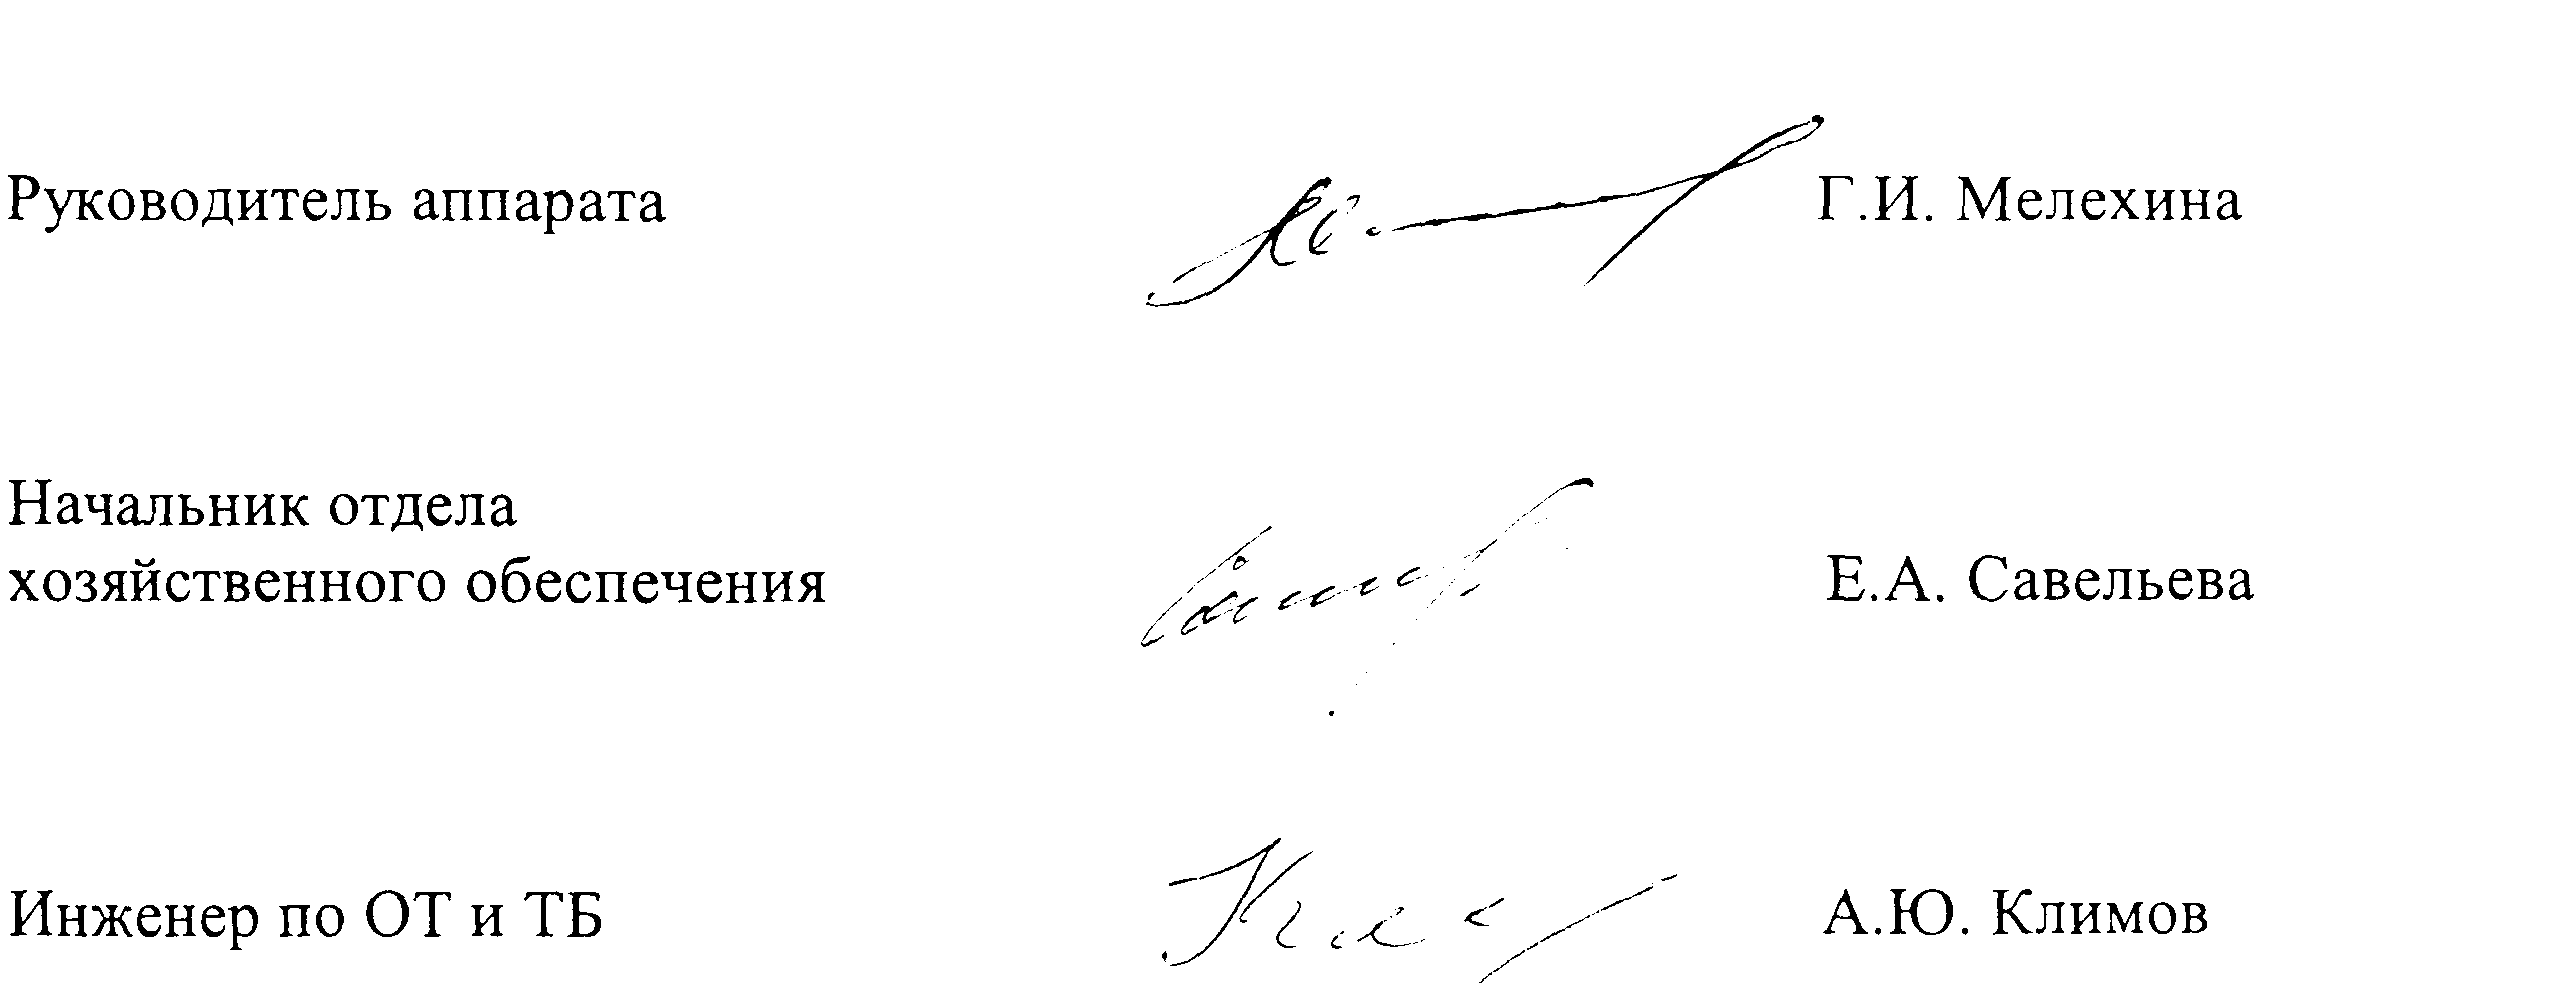 Руководитель аппарата Г.И. Мелехина
Начальник отдела
хозяйственного обеспечения Е.А. Савельева
Инженер по ОТ и ТБ А.Ю. Климов